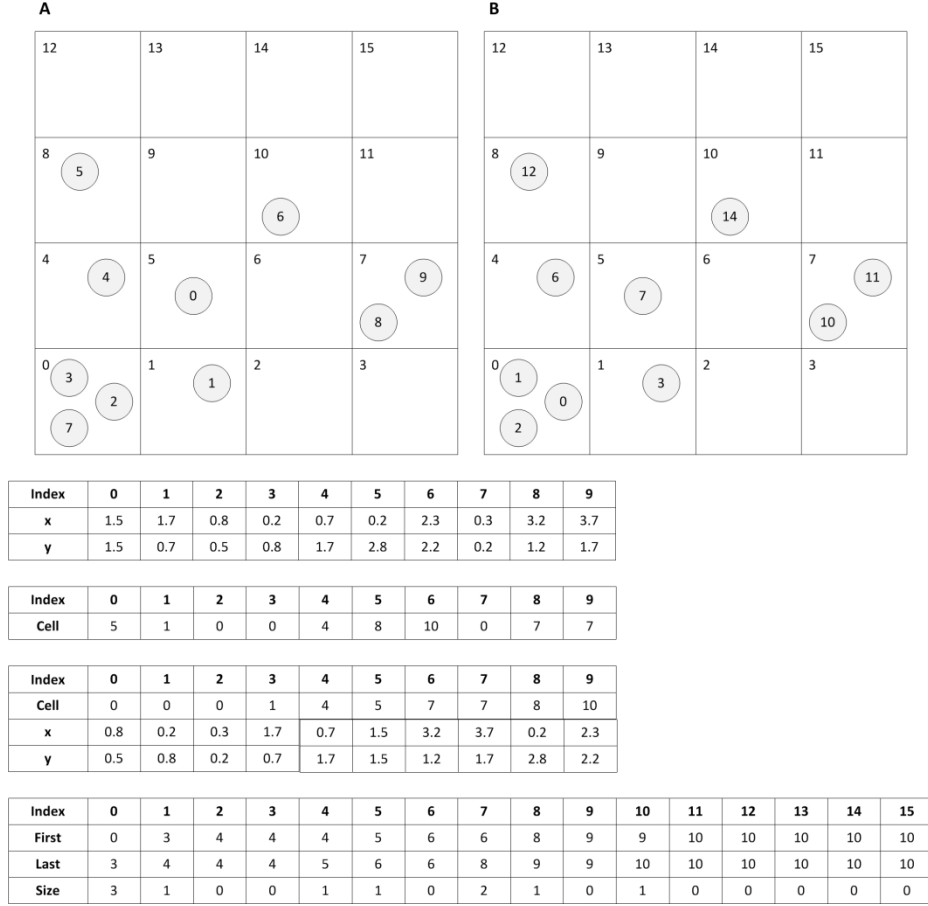 A B
12 13 14 15 12 13 14 15
8 9 10 11 8 9 10 11
5 12
6 14
4 5 6 7 4 5 6 7
4 9 6 11
0 7
8 10
0 1 2 3 0 1 2 3
3 1 1 3
2 0
7 2
Index 0 1 2 3 4 5 6 7 8 9
x 1.5 1.7 0.8 0.2 0.7 0.2 2.3 0.3 3.2 3.7
y 1.5 0.7 0.5 0.8 1.7 2.8 2.2 0.2 1.2 1.7
Index 0 1 2 3 4 5 6 7 8 9
Cell 5 1 0 0 4 8 10 0 7 7
Index 0 1 2 3 4 5 6 7 8 9
Cell 0 0 0 1 4 5 7 7 8 10
x 0.8 0.2 0.3 1.7 0.7 1.5 3.2 3.7 0.2 2.3
y 0.5 0.8 0.2 0.7 1.7 1.5 1.2 1.7 2.8 2.2
Index 0 1 2 3 4 5 6 7 8 9 10 11 12 13 14 15
First 0 3 4 4 4 5 6 6 8 9 9 10 10 10 10 10
Last 3 4 4 4 5 6 6 8 9 9 10 10 10 10 10 10
Size 3 1 0 0 1 1 0 2 1 0 1 0 0 0 0 0